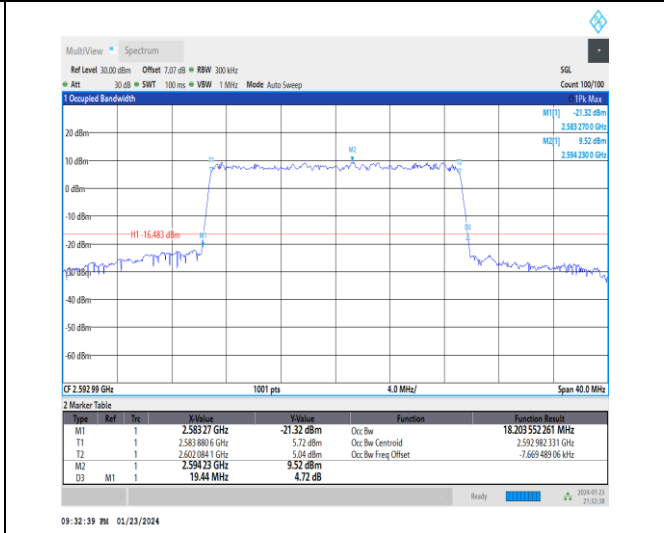 MultiView Spectrum
Ref Level 30.00 dBm Offset 7.07 dB RBW 300 kHz SGL
Att 30 dB SWT 100 ms VBW 1 MHz Mode Auto Sweep Count 100/100
1 Occupied Bandwidth 1Pk Max
M1[1] -21.32 dBm
2.583 270 0 GHz
M2[1] 9.52 dBm
2.594 230 0 GHz
20 dBm
M2
10 dBm T1 T2
0 dBm
-10 dBm
H1 -16.483 dBm M1 D3
-20 dBm
-30 dBm
-40 dBm
-50 dBm
-60 dBm
CF 2.592 99 GHz 1001 pts 4.0 MHz/ Span 40.0 MHz
2 Marker Table
Type Ref Trc X-Value Y-Value Function Function Result
M1 1 2.583 27 GHz -21.32 dBm Occ Bw 18.203 552 261 MHz
T1 1 2.583 880 6 GHz 5.72 dBm Occ Bw Centroid 2.592 982 331 GHz
T2 1 2.602 084 1 GHz 5.04 dBm Occ Bw Freq Offset -7.669 489 06 kHz
M2 1 2.594 23 GHz 9.52 dBm
D3 M1 1 19.44 MHz 4.72 dB
Ready 2024-01-23
21:32:38
09:32:39 PM 01/23/2024